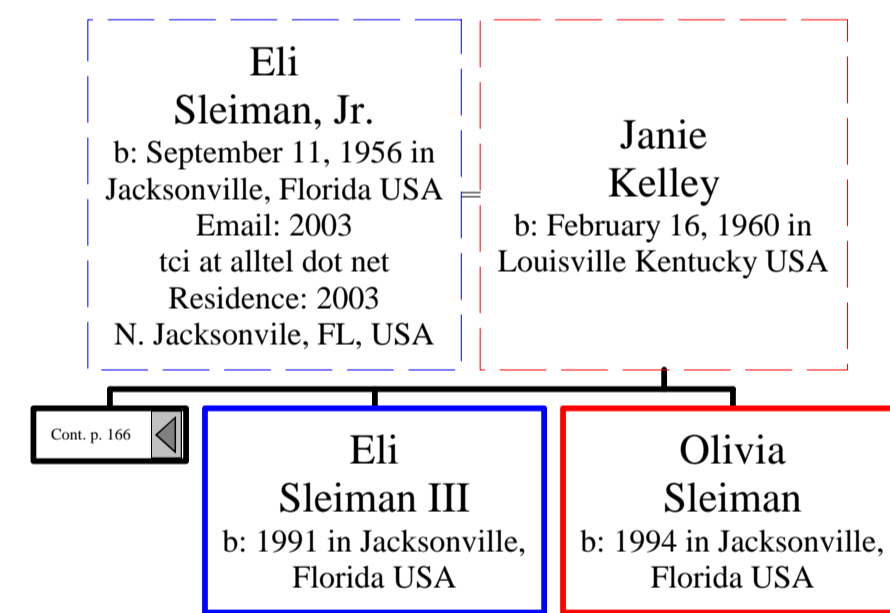 Eli
Sleiman, Jr.
b: September 11, 1956 in
Jacksonville, Florida USA
Email: 2003
tci at alltel dot net
Residence: 2003
N. Jacksonvile, FL, USA
Janie
Kelley
b: February 16, 1960 in
Louisville Kentucky USA
Cont. p. 166
Eli
Sleiman III
b: 1991 in Jacksonville,
Florida USA
Olivia
Sleiman
b: 1994 in Jacksonville,
Florida USA